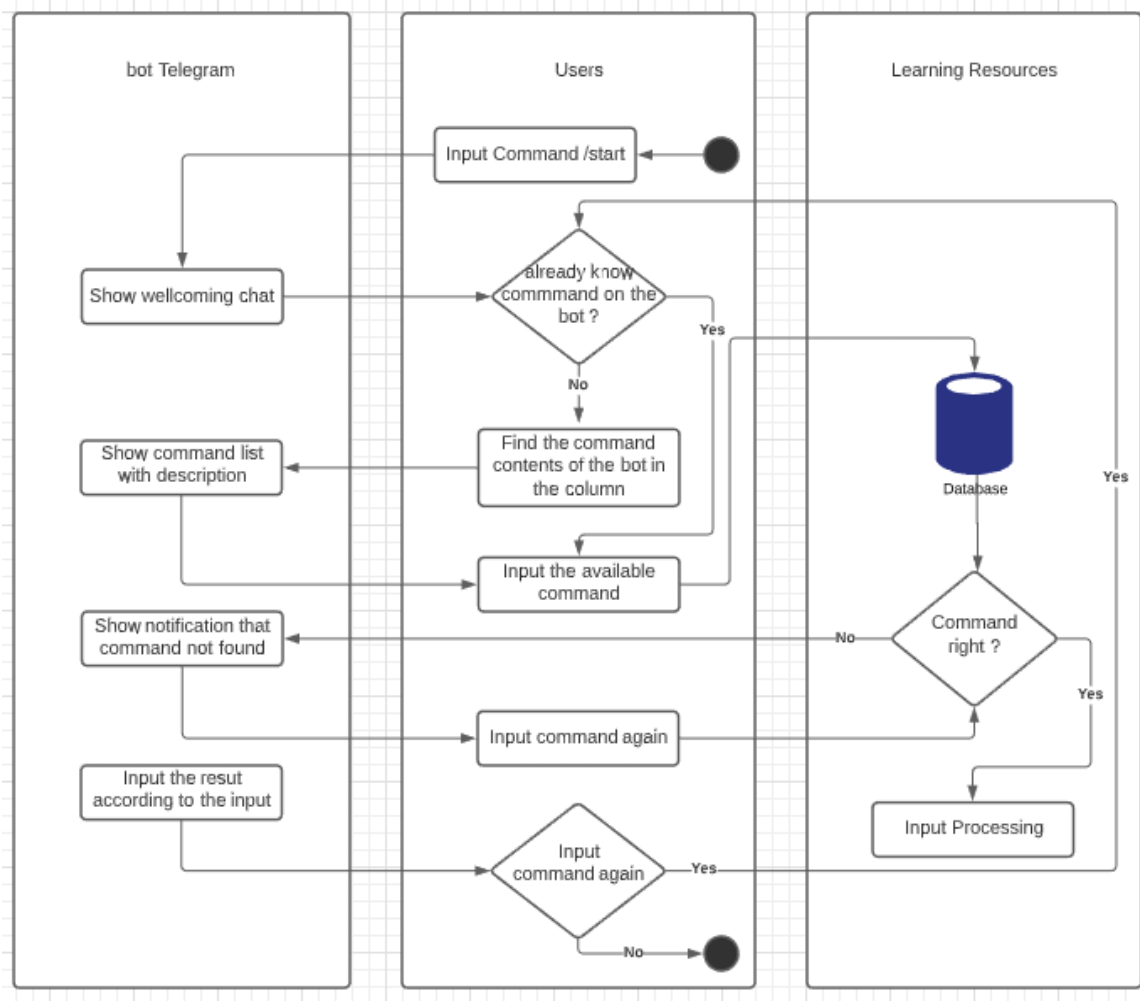 bot Telegram
Users
Learning Resources
Input Command /start
Show wellcoming chat
already know
commmand on the
bot ?
Yes
No
Find the command
contents of the bot in
the column
Show command list
with description
Database
Yes
Input the available
command
Show notification that
command not found
No
Command
right ?
Yes
Input command again
Input the resut
according to the input
Input Processing
Input
command again
Yes
No